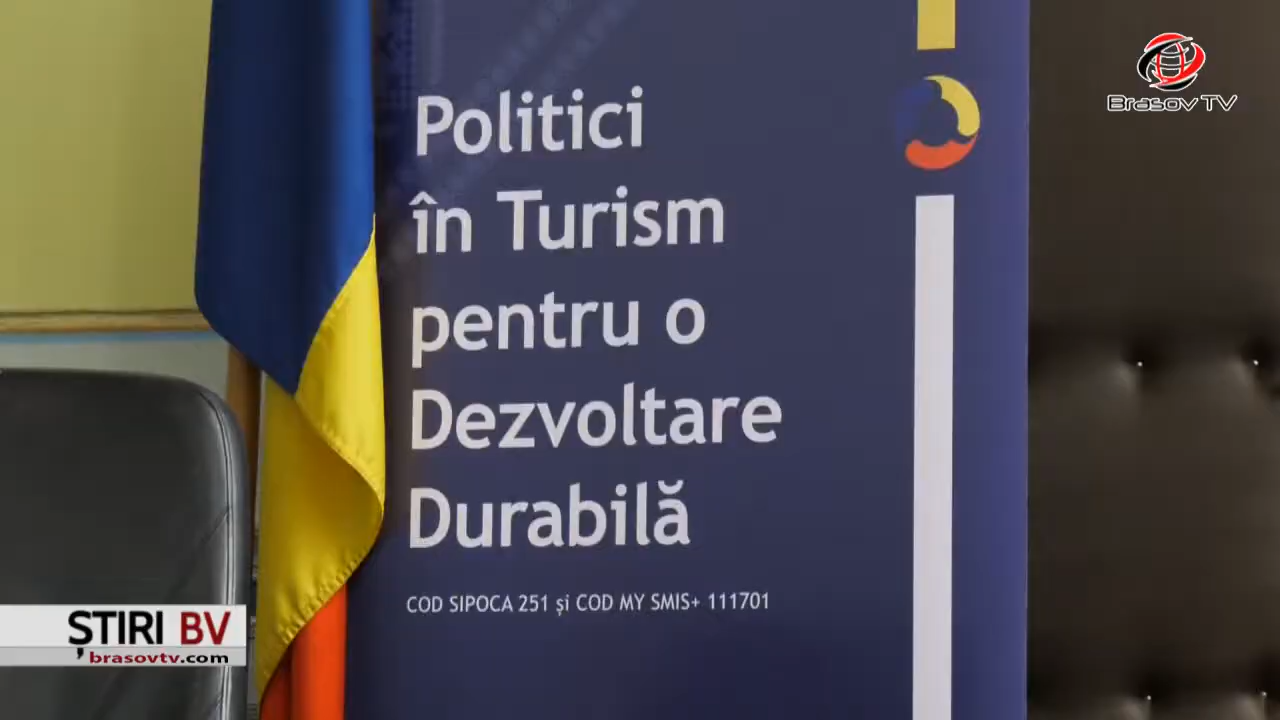 Brasov TV
Politici
în Turism
pentru o
Dezvoltare
Durabilă
COD SIPOCA 251 și COD MY SMIS+ 111701
ȘTIRI BV
brasovtv.com